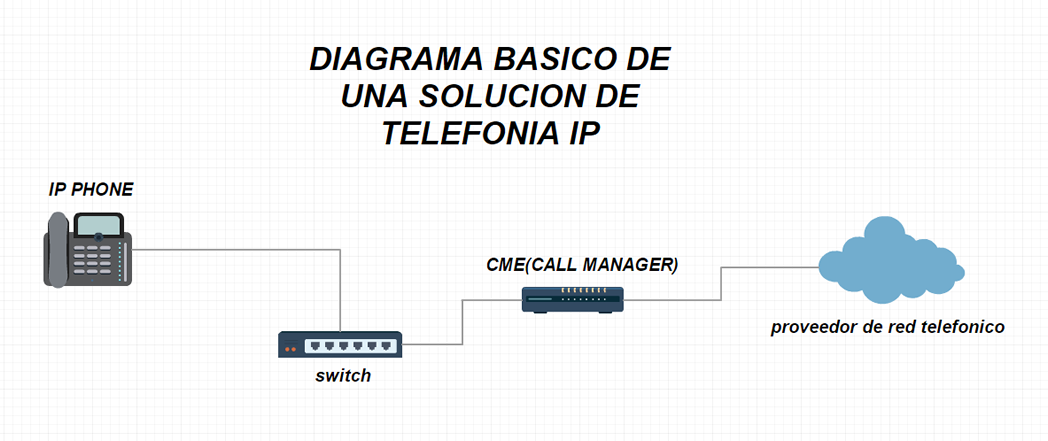 DIAGRAMA BASICO DE
UNA SOLUCION DE
TELEFONIA IP
IP PHONE
CME(CALL MANAGER)
proveedor de red telefonico
switch